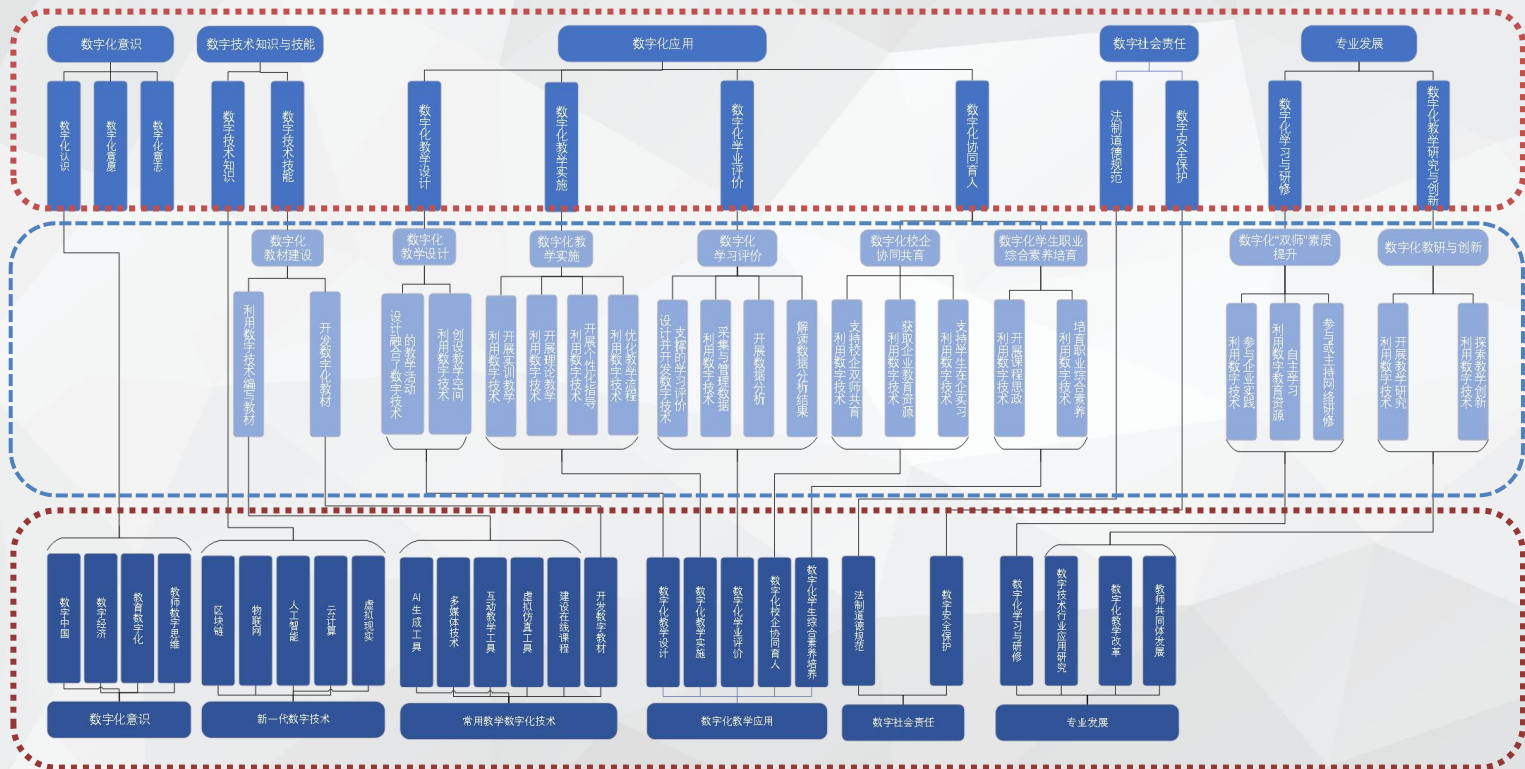 数字化意识
数字技术知识与技能
数字化应用
数字社会责任
专业发展
数字化认识
数字化意愿
数字化意志
数字技术知识
数字技术技能
数字化教学设计
数字化教学实施
数字化学业评价
数字化协同育人
法制道德规范
数字安全保护
数字化学习与研修
数字化教学研究与创新
数字化
教材建设
数字化
教学设计
数字化教
学实施
数字化
学习评价
数字化校企
协同共育
数字化学生职业
综合素养培育
数字化“双师”素质
提升
数字化教研与创新
利用数字技术编写教材
开发数字化教材
设计融合了数字技术
的教学活动
利用数字技术
创设教学空间
利用数字技术
开展实训教学
利用数字技术
开展理论教学
利用数字技术
开展个性化指导
利用数字技术
优化教学流程
设计并开发数字技术
支撑的学习评价
利用数字技术
采集与管理数据
开展数据分析
解读数据分析结果
利用数字技术
支持校企双师共育
利用数字技术
获取企业教育资源
利用数字技术
支持学生在企实习
利用数字技术
开展课程思政
利用数字技术
培育职业综合素养
利用数字技术
参与企业实践
利用数字教育资源
自主学习
参与或主持网络研修
利用数字技术
开展教学研究
利用数字技术
探索教学创新
数字中国
数字经济
教育数字化
教师数字思维
区块链
物联网
人工智能
云计算
虚拟现实
AI生成工具
多媒体技术
互动教学工具
虚拟仿真工具
建设在线课程
开发数字教材
数字化教学设计
数字化教学实施
数字化学业评价
数字化校企协同育人
数字化学生综合素养培养
法制道德规范
数字安全保护
数字化学习与研修
数字技术行业应用研究
数字化教学改革
教师共同体发展
数字化意识
新一代数字技术
常用教学数字化技术
数字化教学应用
数字社会责任
专业发展